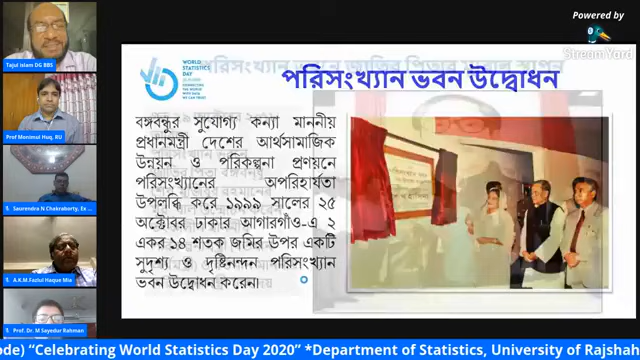 Powered by
StreamYard
Tajul Islam DG BBS
Prof Monimul Huq, RU
Saurendra N Chakraborty, Ex ...
A.K.M.Fazlul Haque Mia
Prof. Dr. M Sayedur Rahman
WORLD
STATISTICS
DAY
পরিসংখ্যান ভবন উদ্বোধন
বঙ্গবন্ধুর সুযোগ্য কন্যা মাননীয়
প্রধানমন্ত্রী দেশের আর্থসামাজিক
উন্নয়ন ও পরিকল্পনা প্রণয়নে
পরিসংখ্যানের অপরিহার্যতা
উপলব্ধি করে ১৯৯৯ সালের ২৫
অক্টোবর ঢাকার আগারগাঁও-এ ২
একর ১৪ শতক জমির উপর একটি
সুদৃশ্য ও দৃষ্টিনন্দন পরিসংখ্যান
ভবন উদ্বোধন করেন।
ode) “Celebrating World Statistics Day 2020” *Department of Statistics, University of Rajshah